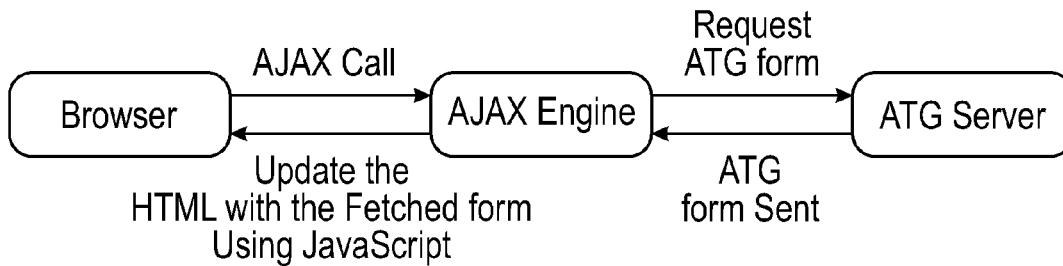 Browser
AJAX Call
AJAX Engine
Request
ATG form
ATG Server
Update the
HTML with the Fetched form
Using JavaScript
ATG
form Sent